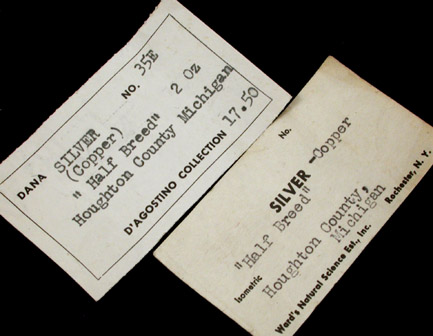 DANA SILVER NO. 35E
(Copper)
" Half Breed" 2 Oz
Houghton County Michigan
D'AGOSTINO COLLECTION 17.50
No.
SILVER -Copper
"Half Breed"
Isometric
Houghton County,
Michigan
Ward's Natural Science Est., Inc. Rochester, N. Y.